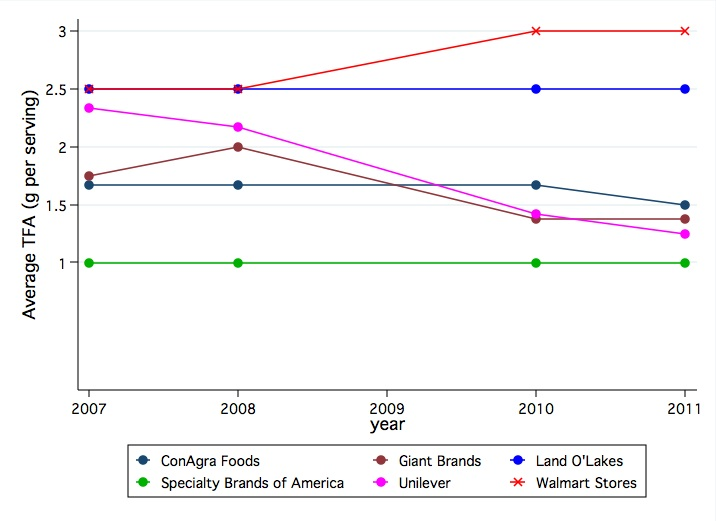 3
2.5
2
1.5
1
Average TFA (g per serving)
2007 2008 2009 2010 2011
year
ConAgra Foods Giant Brands Land O'Lakes
Specialty Brands of America Unilever Walmart Stores